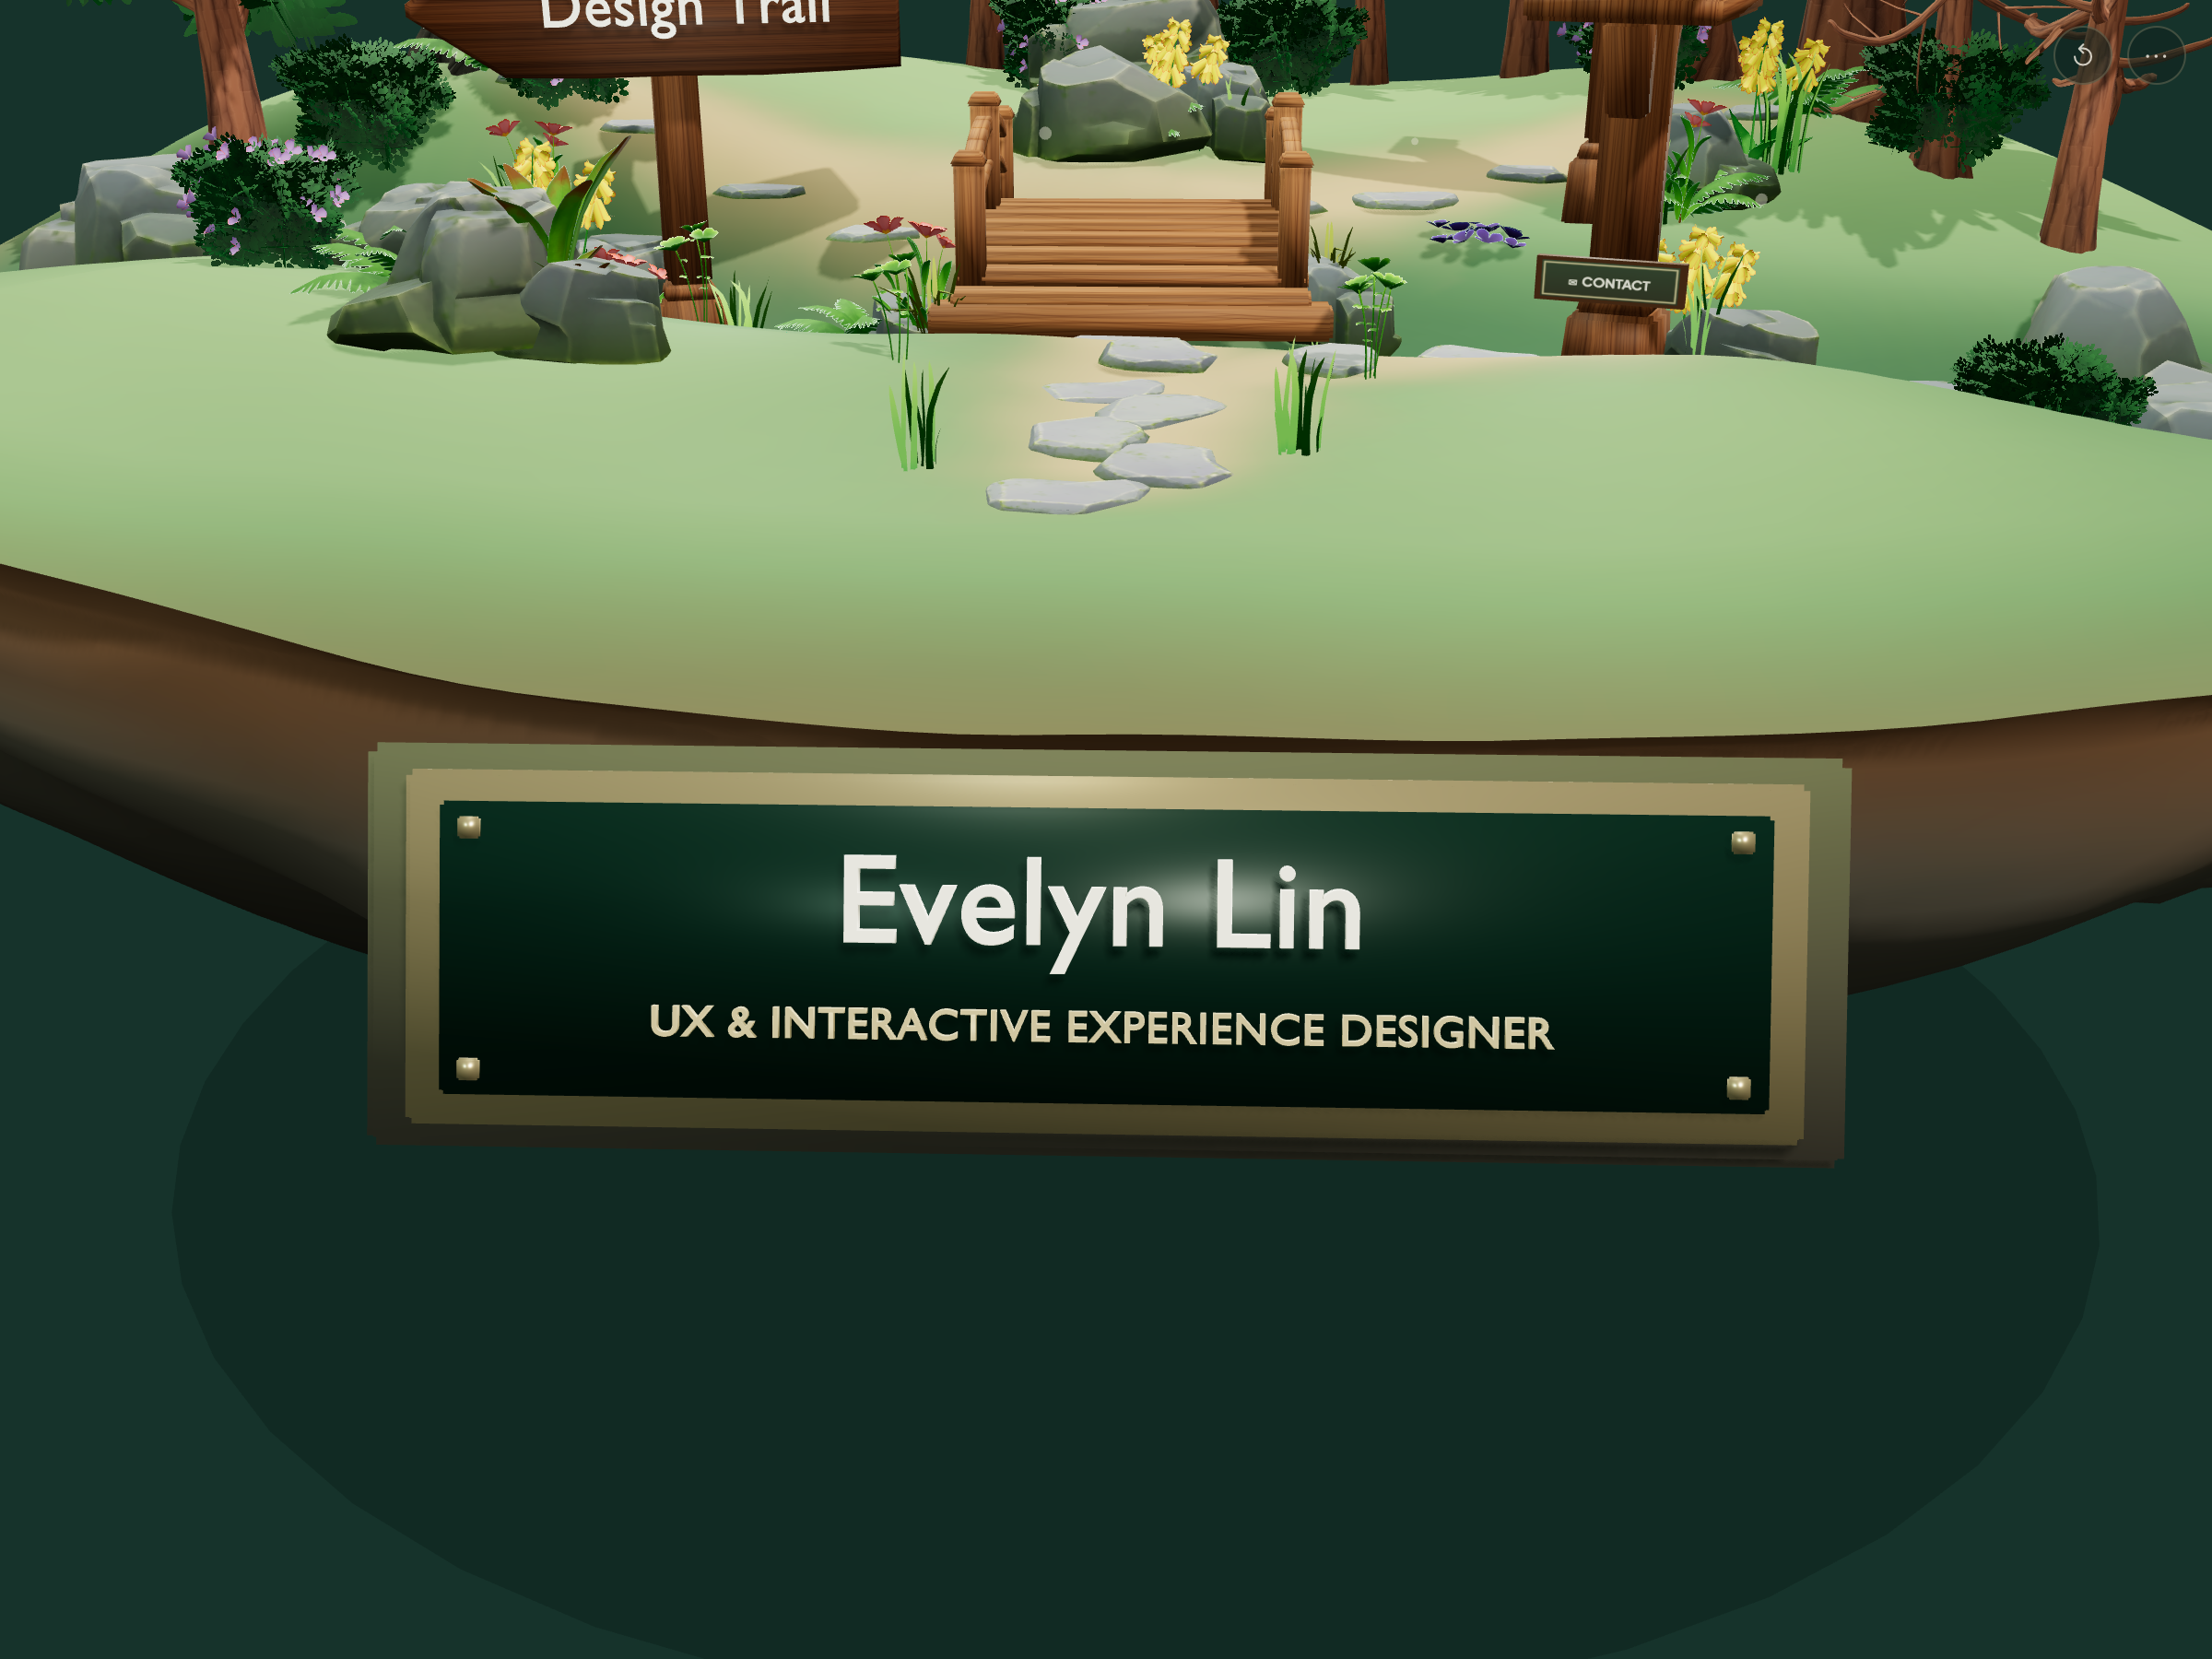 Design Trail
✉ CONTACT
Evelyn Lin
UX & INTERACTIVE EXPERIENCE DESIGNER